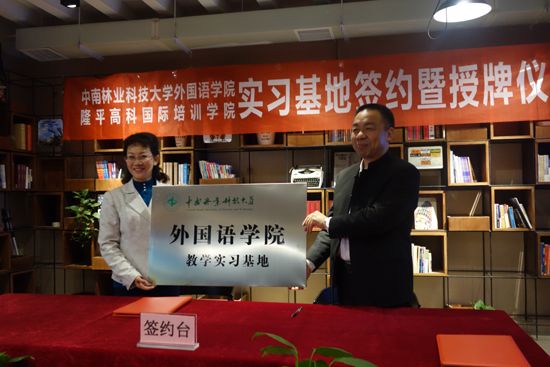 中南林业科技大学外国语学院
隆平高科国际培训学院
实习基地签约暨授牌仪
中南林业科技大学
外国语学院
教学实习基地
签约台